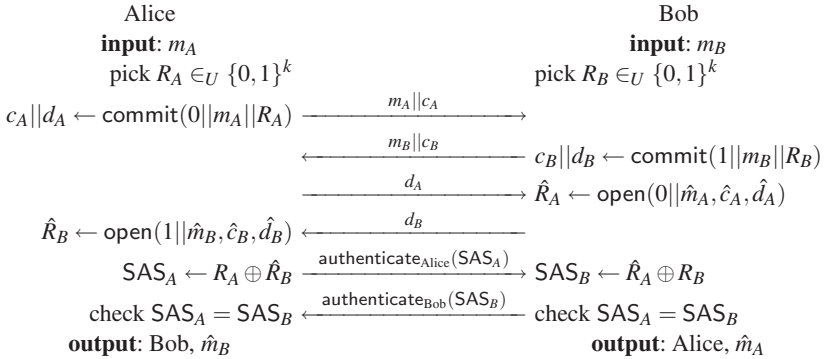 Alice Bob
input: m_A input: m_B
pick R_A ∈_U {0,1}^k pick R_B ∈_U {0,1}^k
c_A||d_A ← commit(0||m_A||R_A) m_A||c_A
m_B||c_B c_B||d_B ← commit(1||m_B||R_B)
d_A R̂_A ← open(0||m̂_A, ĉ_A, d̂_A)
R̂_B ← open(1||m̂_B, ĉ_B, d̂_B) d_B
SAS_A ← R_A ⊕ R̂_B authenticate_Alice(SAS_A) SAS_B ← R̂_A ⊕ R_B
check SAS_A = SAS_B authenticate_Bob(SAS_B) check SAS_A = SAS_B
output: Bob, m̂_B output: Alice, m̂_A